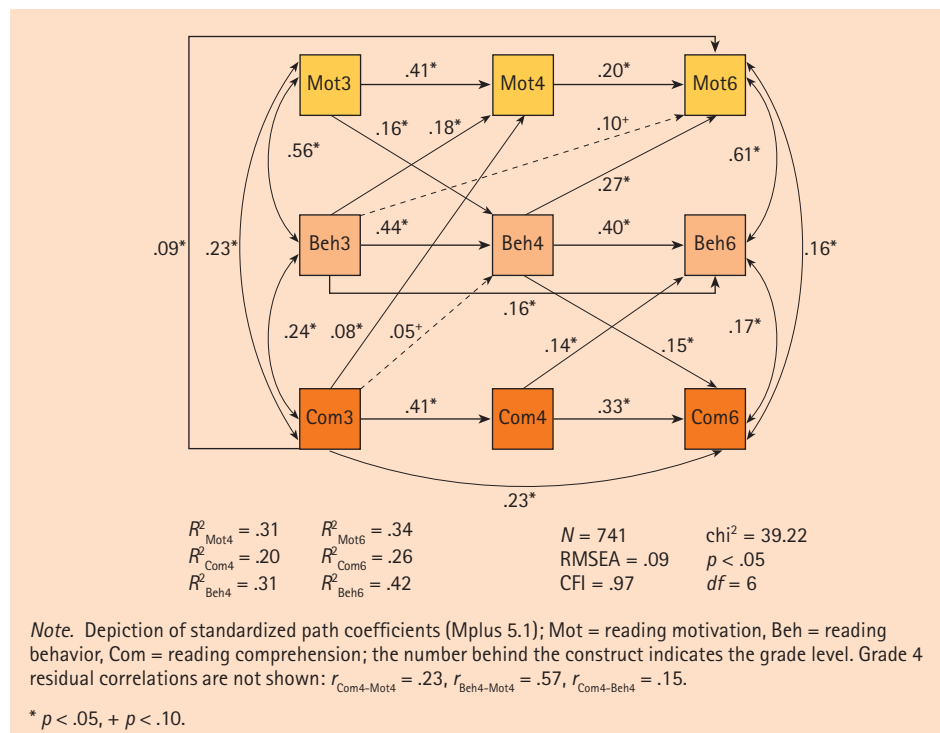 Mot3 .41* Mot4 .20* Mot6
.16* .18* .10⁺
.56* .61*
.27*
Beh3 .44* Beh4 .40* Beh6
.09* .23* .16*
.16*
.24* .08* .05⁺ .14* .15* .17*
Com3 .41* Com4 .33* Com6
.23*
R²Mot4 = .31 R²Mot6 = .34 N = 741 chi² = 39.22
R²Com4 = .20 R²Com6 = .26 RMSEA = .09 p < .05
R²Beh4 = .31 R²Beh6 = .42 CFI = .97 df = 6
Note. Depiction of standardized path coefficients (Mplus 5.1); Mot = reading motivation, Beh = reading
behavior, Com = reading comprehension; the number behind the construct indicates the grade level. Grade 4
residual correlations are not shown: rCom4-Mot4 = .23, rBeh4-Mot4 = .57, rCom4-Beh4 = .15.
* p < .05, + p < .10.